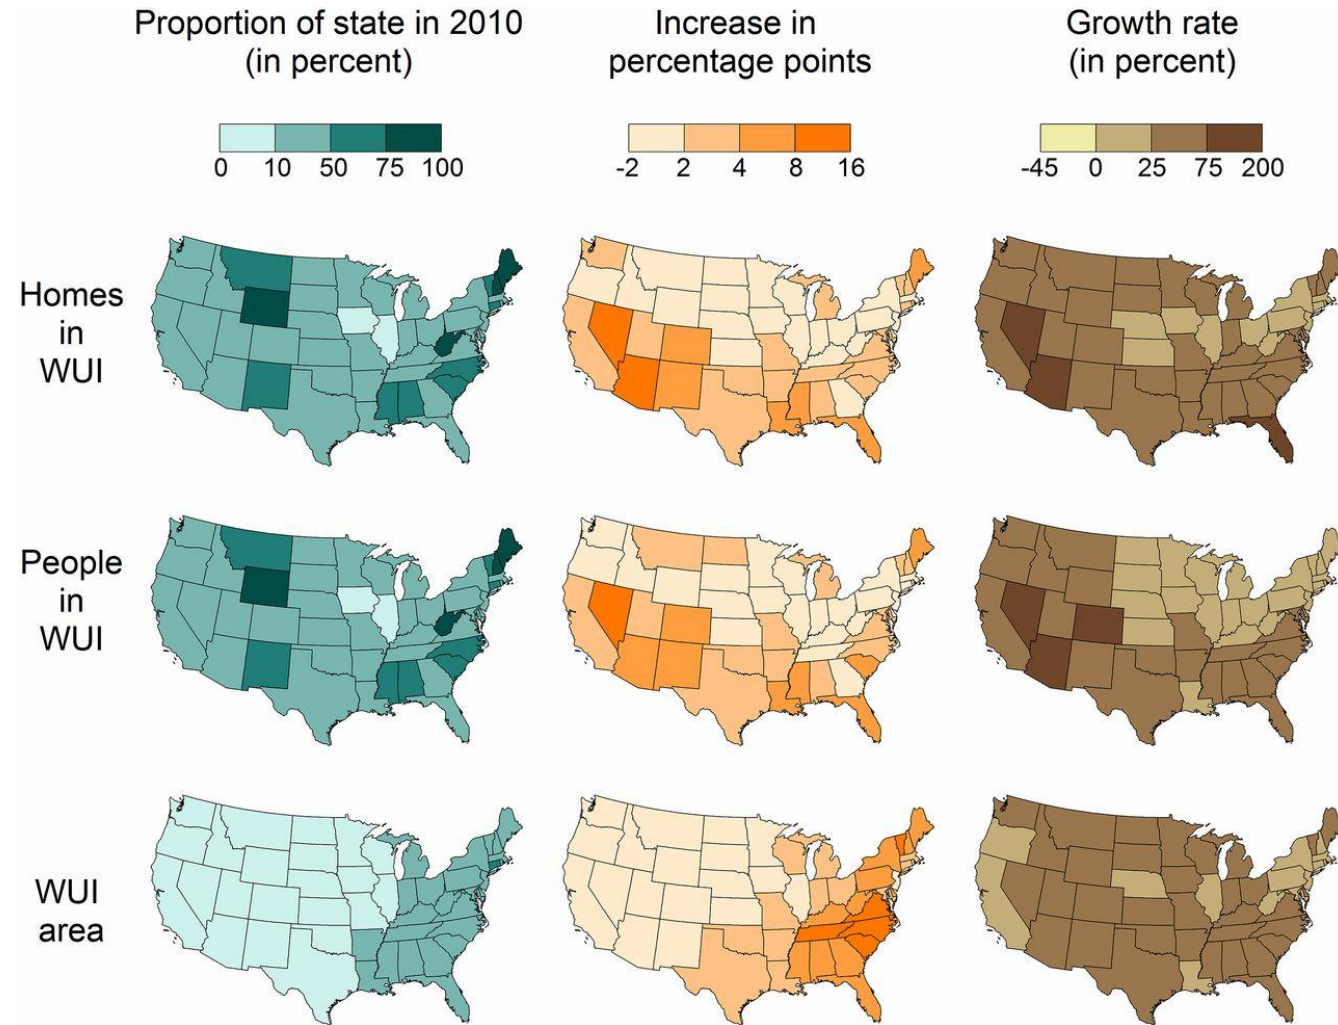 Proportion of state in 2010
(in percent)
Increase in
percentage points
Growth rate
(in percent)
0 10 50 75 100
-2 2 4 8 16
-45 0 25 75 200
Homes
in
WUI
People
in
WUI
WUI
area